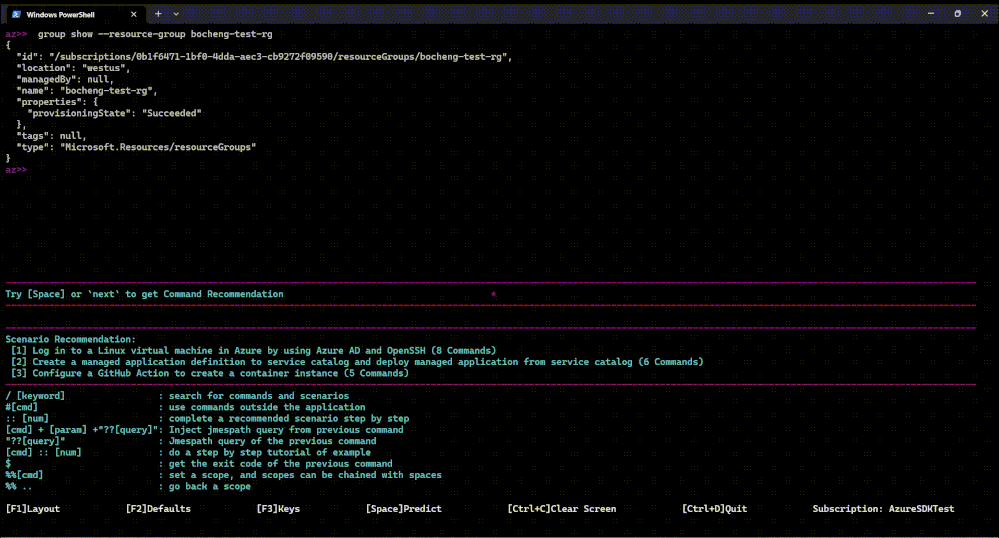 Windows PowerShell
az>> group show --resource-group bocheng-test-rg
{
"id": "/subscriptions/0b1f6471-1bf0-4dda-aec3-cb9272f09590/resourceGroups/bocheng-test-rg",
"location": "westus",
"managedBy": null,
"name": "bocheng-test-rg",
"properties": {
"provisioningState": "Succeeded"
},
"tags": null,
"type": "Microsoft.Resources/resourceGroups"
}
az>>
Try [Space] or `next` to get Command Recommendation *
Scenario Recommendation:
[1] Log in to a Linux virtual machine in Azure by using Azure AD and OpenSSH (8 Commands)
[2] Create a managed application definition to service catalog and deploy managed application from service catalog (6 Commands)
[3] Configure a GitHub Action to create a container instance (5 Commands)
/ [keyword] : search for commands and scenarios
#[cmd] : use commands outside the application
:: [num] : complete a recommended scenario step by step
[cmd] + [param] +"??[query]": Inject jmespath query from previous command
"??[query]" : Jmespath query of the previous command
[cmd] :: [num] : do a step by step tutorial of example
$ : get the exit code of the previous command
%%[cmd] : set a scope, and scopes can be chained with spaces
%% .. : go back a scope
[F1]Layout [F2]Defaults [F3]Keys [Space]Predict [Ctrl+C]Clear Screen [Ctrl+D]Quit Subscription: AzureSDKTest